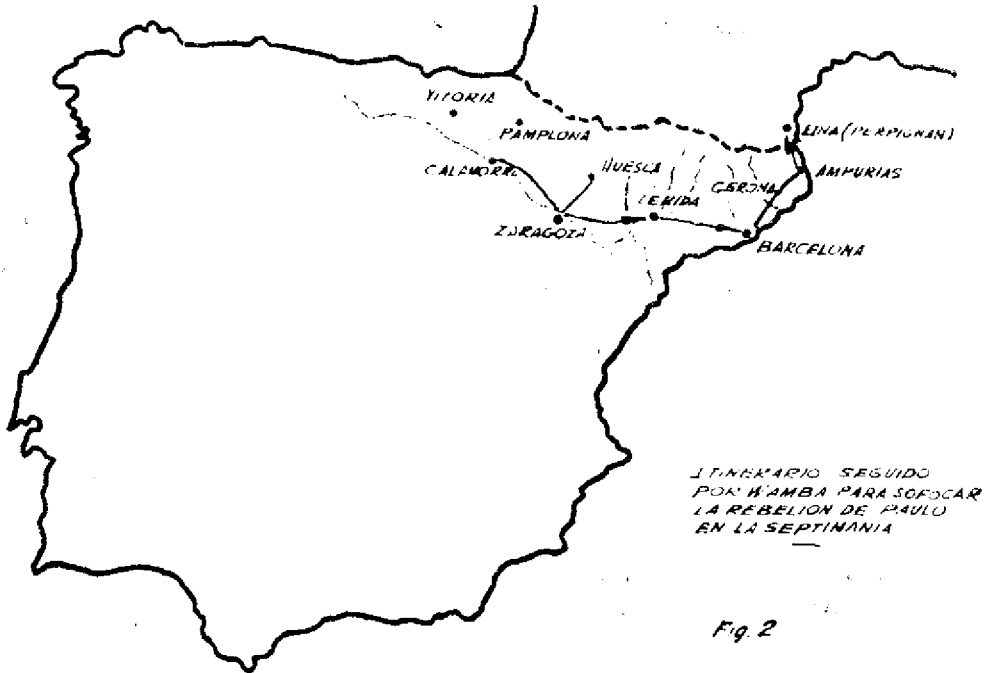 VITORIA
PAMPLONA
CALAHORRA
HUESCA
ZARAGOZA
LERIDA
GERONA
BARCELONA
AMPURIAS
ELNA (PERPIGNAN)
ITINERARIO SEGUIDO
POR WAMBA PARA SOFOCAR
LA REBELION DE PAULO
EN LA SEPTIMANIA
Fig. 2